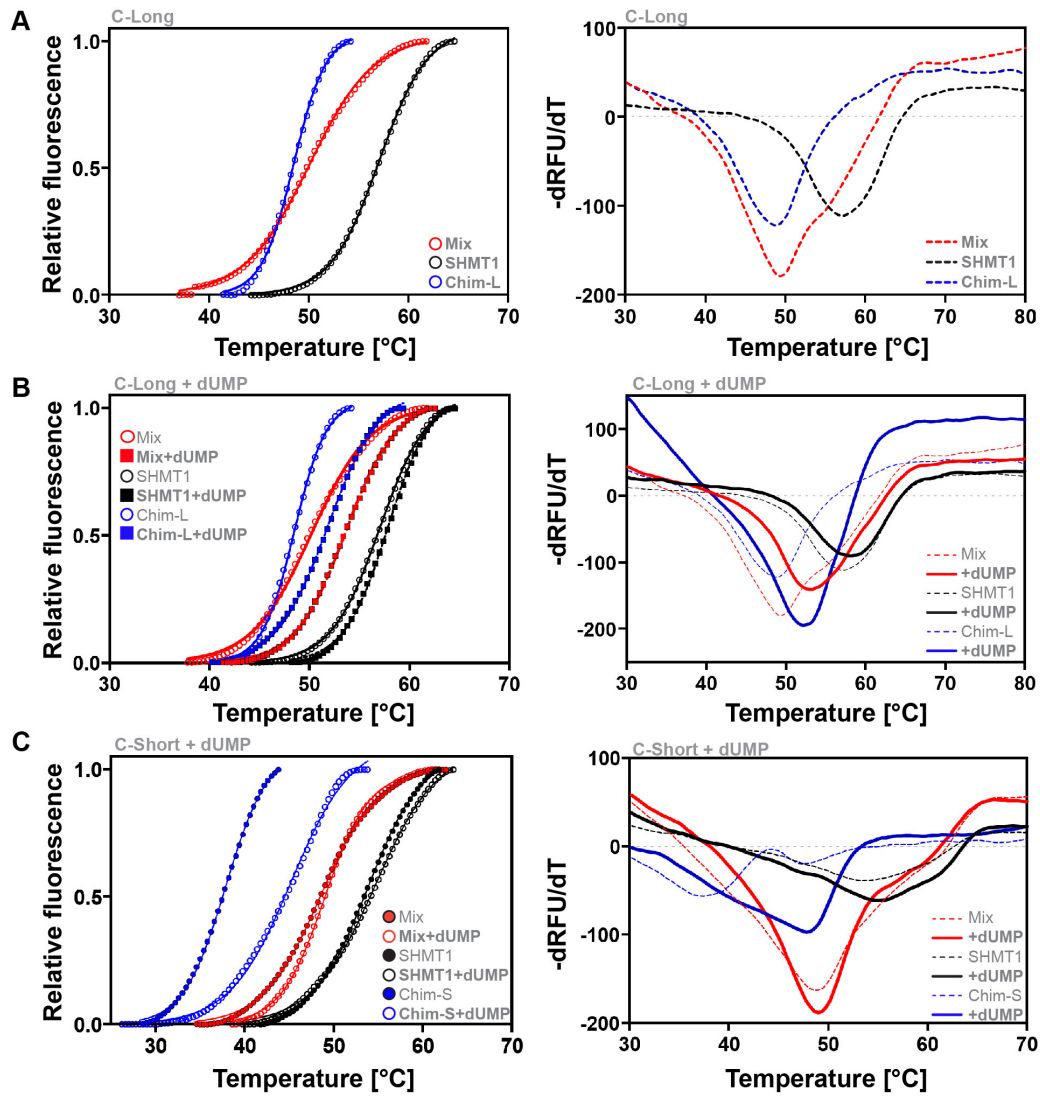 A
C-Long
Relative fluorescence
1.0
0.5
0.0
30
40
50
60
70
Temperature [°C]
Mix
SHMT1
Chim-L
C-Long
-dRFU/dT
100
0
-100
-200
30
40
50
60
70
80
Temperature [°C]
Mix
SHMT1
Chim-L
B
C-Long + dUMP
Relative fluorescence
1.0
0.5
0.0
30
40
50
60
70
Temperature [°C]
Mix
Mix+dUMP
SHMT1
SHMT1+dUMP
Chim-L
Chim-L+dUMP
C-Long + dUMP
-dRFU/dT
100
0
-100
-200
30
40
50
60
70
80
Temperature [°C]
Mix
+dUMP
SHMT1
+dUMP
Chim-L
+dUMP
C
C-Short + dUMP
Relative fluorescence
1.0
0.5
0.0
30
40
50
60
70
Temperature [°C]
Mix
Mix+dUMP
SHMT1
SHMT1+dUMP
Chim-S
Chim-S+dUMP
C-Short + dUMP
-dRFU/dT
100
0
-100
-200
30
40
50
60
70
Temperature [°C]
Mix
+dUMP
SHMT1
+dUMP
Chim-S
+dUMP